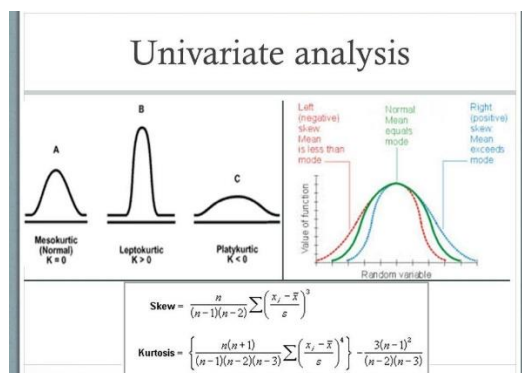 Univariate analysis
A
B
C
Mesokurtic
(Normal)
K = 0
Leptokurtic
K > 0
Platykurtic
K < 0
Left
(negative)
skew
Mean
is less than
mode
Normal
Mean
equals
mode
Right
(positive)
skew
Mean
exceeds
mode
Value of function
Random variable
Skew = n/((n−1)(n−2)) ∑((x_j − x̄)/s)^3
Kurtosis = {n(n+1)/((n−1)(n−2)(n−3)) ∑((x_j − x̄)/s)^4} − 3(n−1)^2/((n−2)(n−3))